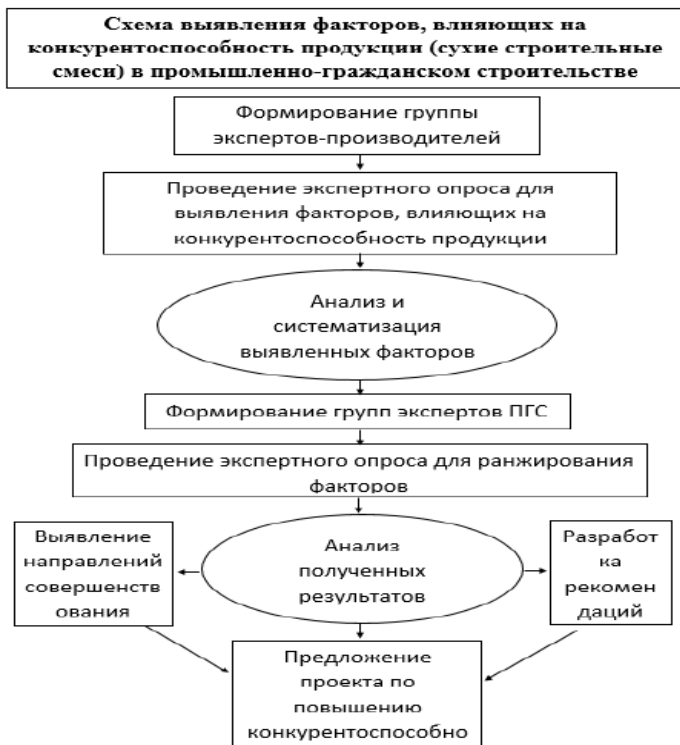 Схема выявления факторов, влияющих на
конкурентоспособность продукции (сухие строительные
смеси) в промышленно-гражданском строительстве
Формирование группы
экспертов-производителей
Проведение экспертного опроса для
выявления факторов, влияющих на
конкурентоспособность продукции
Анализ и
систематизация
выявленных факторов
Формирование групп экспертов ПГС
Проведение экспертного опроса для ранжирования
факторов
Выявление
направлений
совершенств
ования
Анализ
полученных
результатов
Разработ
ка
рекомен
даций
Предложение
проекта по
повышению
конкурентоспособно